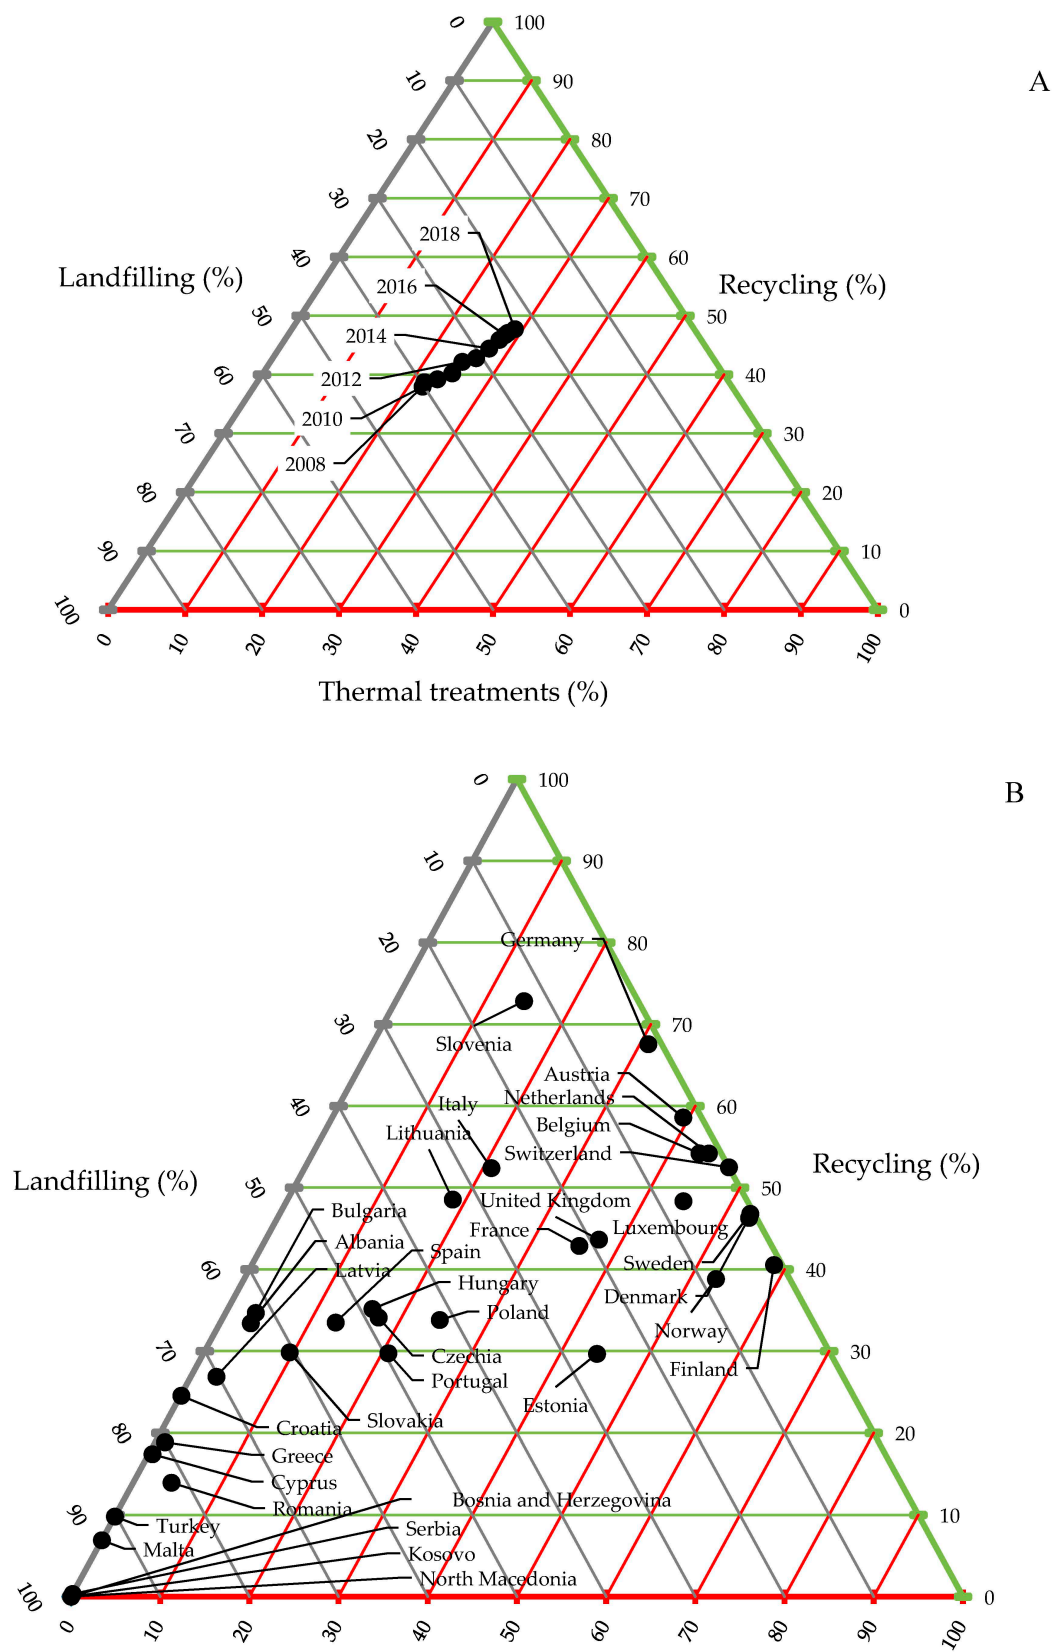 0 100
A
10 90
20 80
30 70
2018
40 60
Landfilling (%) Recycling (%)
2016
50 50
2014
60 2012 40
2010
70 30
2008
80 20
90 10
100 0
0 10 20 30 40 50 60 70 80 90 100
Thermal treatments (%)
0 100
B
10 90
20 Germany 80
30 70
Slovenia
Austria
Netherlands
40 Italy 60
Belgium
Lithuania
Switzerland
Landfilling (%) Recycling (%)
50 50
United Kingdom
Bulgaria
France Luxembourg
Albania
Spain
Sweden
60 Latvia 40
Hungary
Denmark
Poland
Norway
70 30
Czechia
Finland
Portugal
Estonia
Slovakia
Croatia
80 20
Greece
Cyprus
Bosnia and Herzegovina
Romania
90 10
Turkey
Serbia
Malta
Kosovo
North Macedonia
100 0
0 10 20 30 40 50 60 70 80 90 100